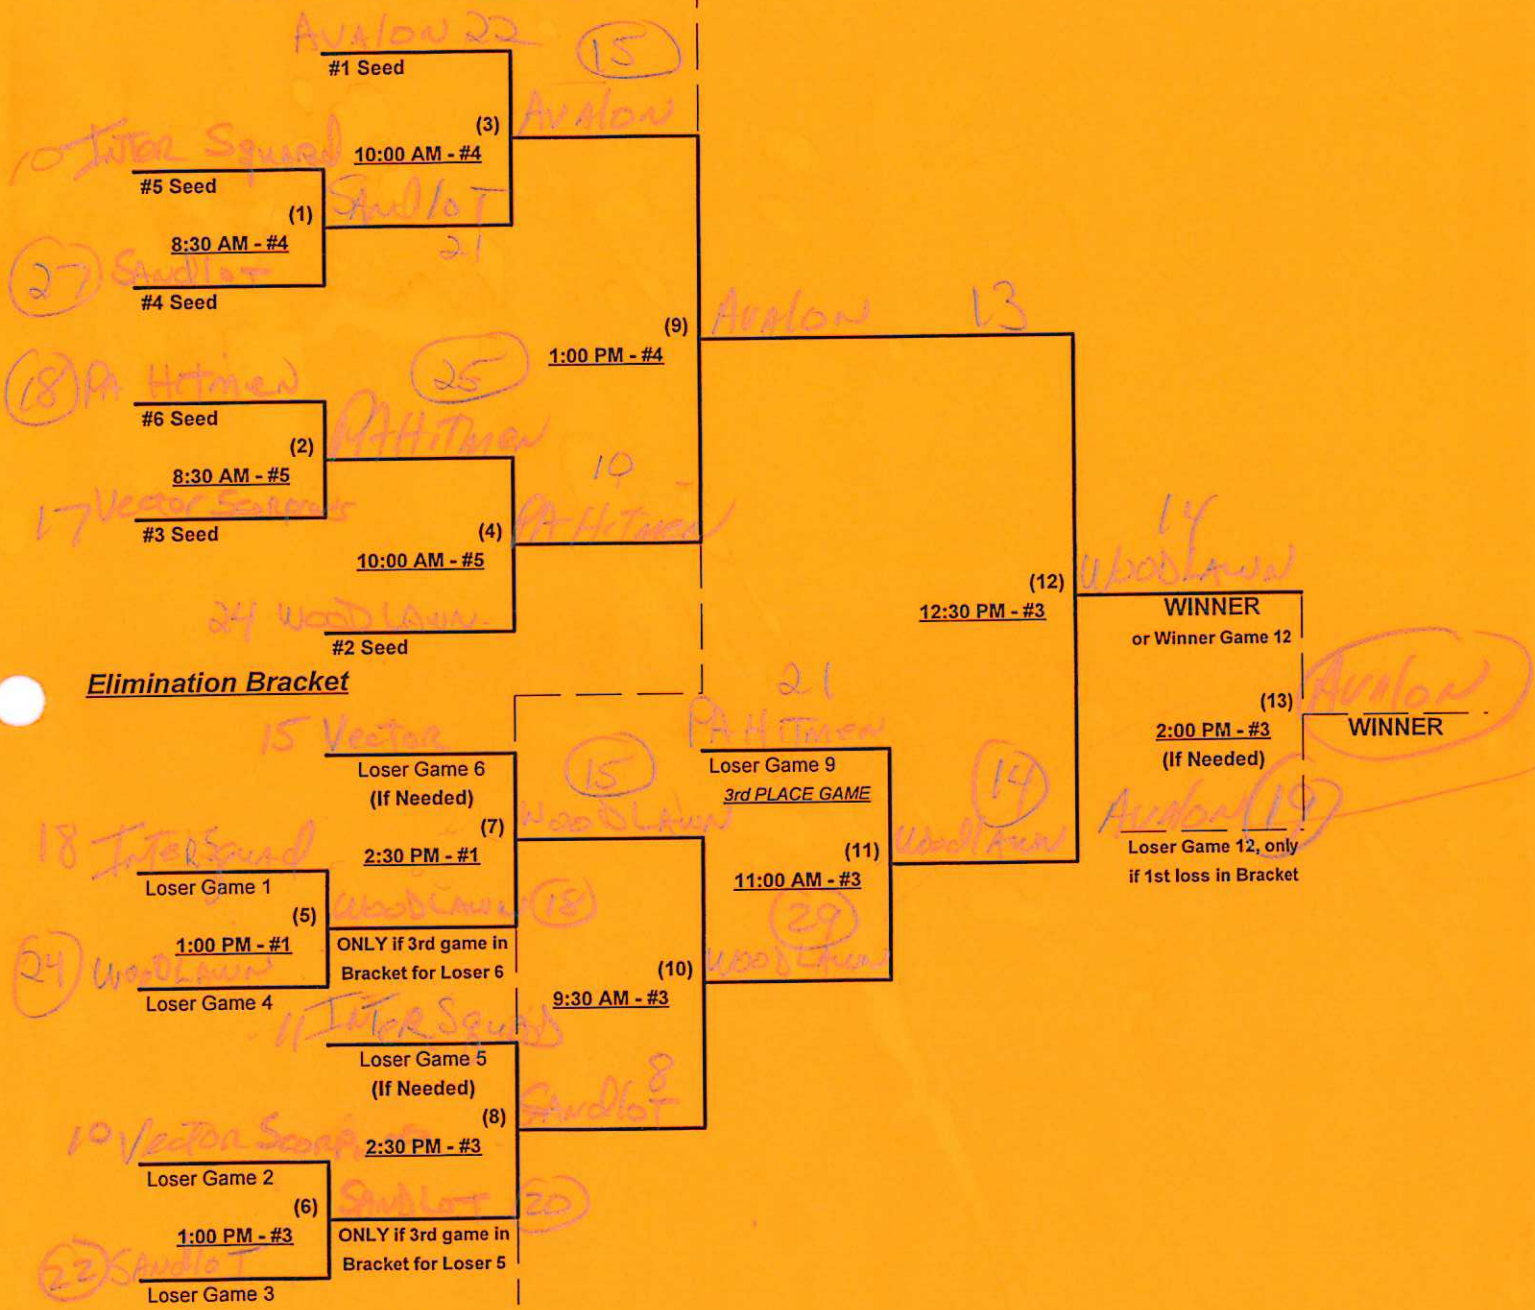 AVALON 22
#1 Seed
15
(3)
AVALON
10 INTER SQUAD
10:00 AM - #4
#5 Seed
SANDLOT
(1)
21
8:30 AM - #4
27 SANDLOT
#4 Seed
AVALON 13
(9)
1:00 PM - #4
18 PA HITMEN
25
#6 Seed
(2)
PA HITMEN
8:30 AM - #5
10
17 Vector Scorpions
#3 Seed
(4)
PA HITMEN
10:00 AM - #5
14
WOODLAWN
(12)
12:30 PM - #3
WINNER
24 WOODLAWN
or Winner Game 12
#2 Seed
Elimination Bracket
21
AVALON
(13)
PA HITMEN
2:00 PM - #3
WINNER
15 Vector
(If Needed)
Loser Game 6
15
Loser Game 9
14
(If Needed)
3rd PLACE GAME
AVALON 19
(7)
WOODLAWN
18 INTERSQUAD
2:30 PM - #1
(11)
WOODLAWN
Loser Game 12, only
Loser Game 1
11:00 AM - #3
if 1st loss in Bracket
(5)
WOODLAWN 18
29
1:00 PM - #1
ONLY if 3rd game in
24 WOODLAWN
Bracket for Loser 6
(10)
WOODLAWN
Loser Game 4
9:30 AM - #3
11 INTER SQUAD
Loser Game 5
8
(If Needed)
(8)
SANDLOT
10 Vector
2:30 PM - #3
Loser Game 2
(6)
SANDLOT 20
1:00 PM - #3
ONLY if 3rd game in
22 SANDLOT
Bracket for Loser 5
Loser Game 3